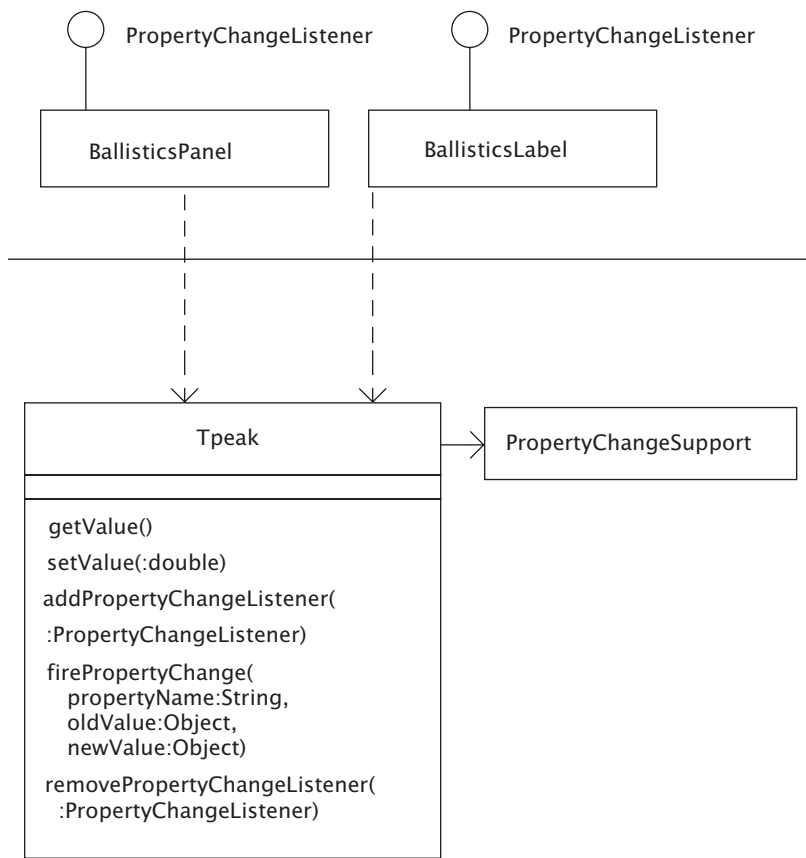 PropertyChangeListener
PropertyChangeListener
BallisticsPanel
BallisticsLabel
Tpeak
PropertyChangeSupport
getValue()
setValue(:double)
addPropertyChangeListener(
:PropertyChangeListener)
firePropertyChange(
propertyName:String,
oldValue:Object,
newValue:Object)
removePropertyChangeListener(
:PropertyChangeListener)